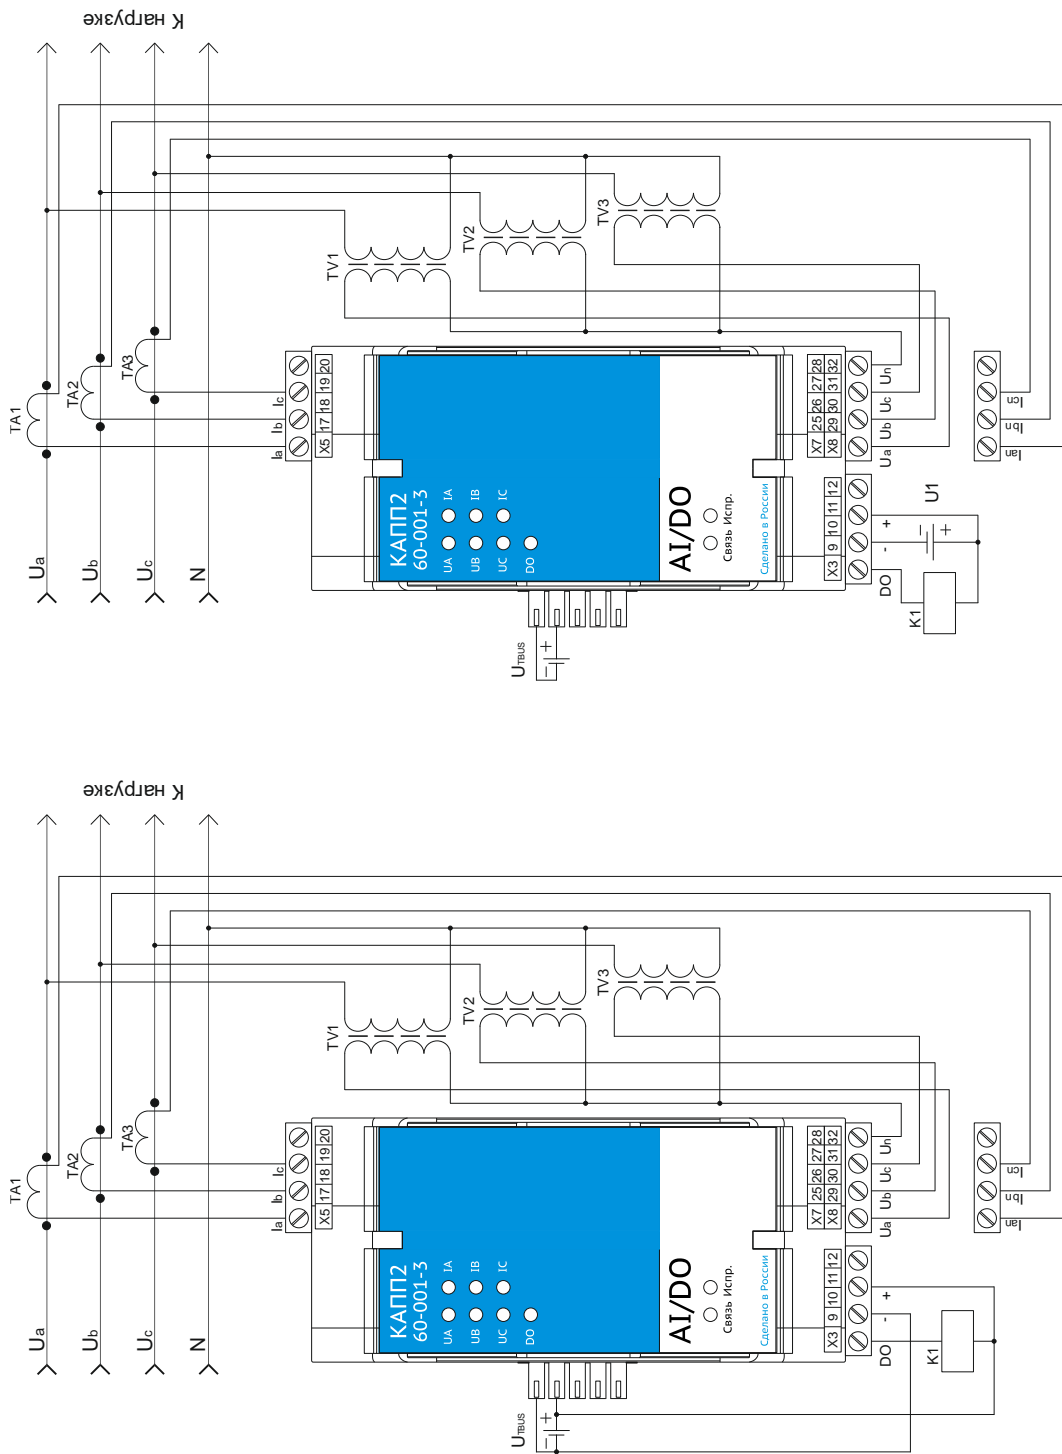 К нагрузке
Ua
Ub
Uc
N
TA1
TA2
TA3
TV1
TV2
TV3
Ia
Ib
Ic
X5 17 18 19 20
КАПП2
60-001-3
UA IA
UB IB
UC IC
DO
AI/DO
Связь Испр.
Сделано в России
X7 25 26 27 28
X8 29 30 31 32
Ua
Ub
Uc
Un
X3 9 10 11 12
DO
-
+
K1
U1
−
+
UTBUS
−
+
Ian
Ibn
Icn
К нагрузке
Ua
Ub
Uc
N
TA1
TA2
TA3
TV1
TV2
TV3
Ia
Ib
Ic
X5 17 18 19 20
КАПП2
60-001-3
UA IA
UB IB
UC IC
DO
AI/DO
Связь Испр.
Сделано в России
X7 25 26 27 28
X8 29 30 31 32
Ua
Ub
Uc
Un
X3 9 10 11 12
DO
-
+
K1
UTBUS
−
+
Ian
Ibn
Icn